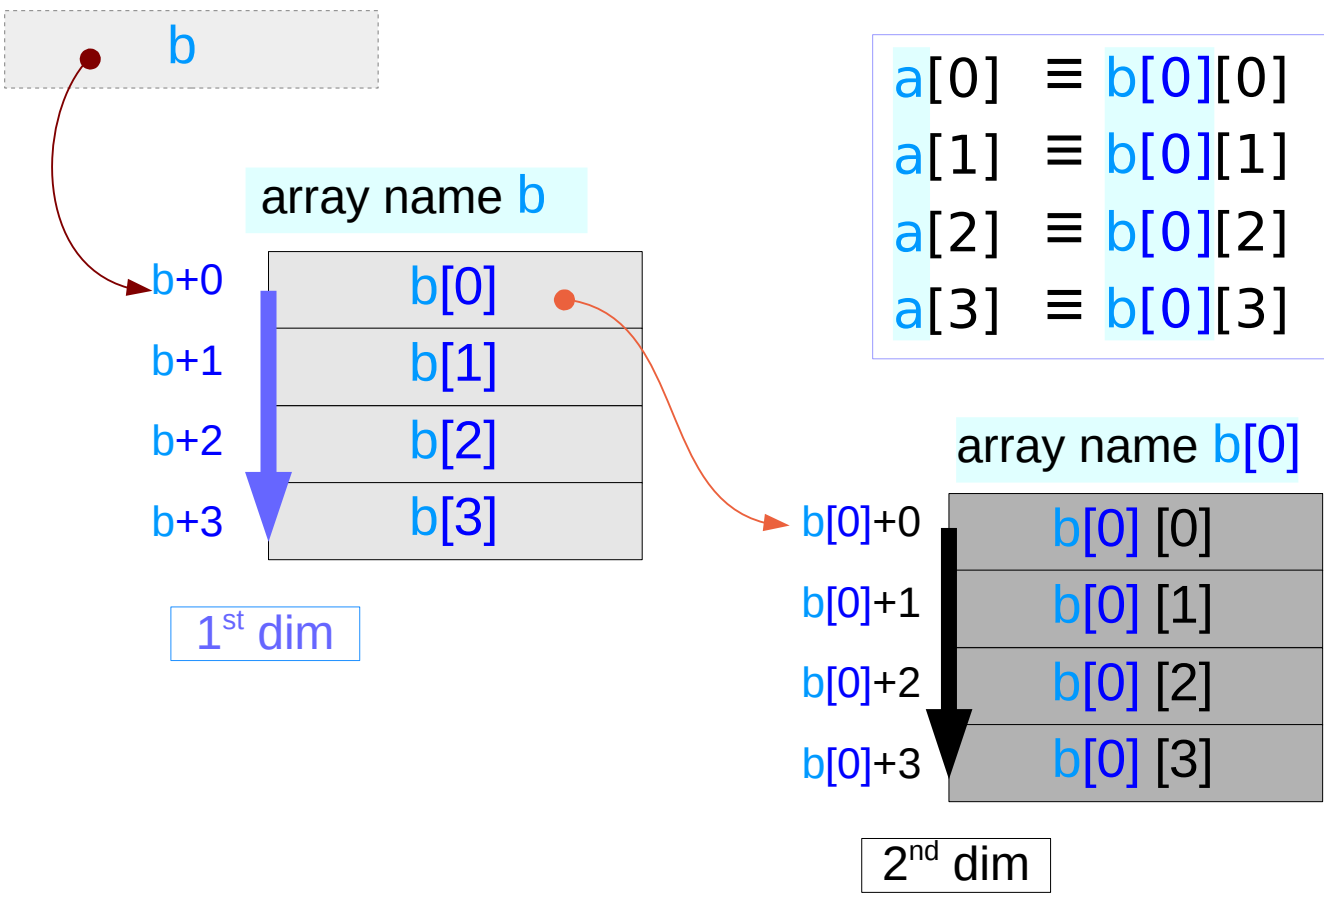 b
a[0] ≡ b[0][0]
a[1] ≡ b[0][1]
a[2] ≡ b[0][2]
a[3] ≡ b[0][3]
array name b
b+0 b[0]
b+1 b[1]
b+2 b[2]
b+3 b[3]
1st dim
array name b[0]
b[0]+0 b[0] [0]
b[0]+1 b[0] [1]
b[0]+2 b[0] [2]
b[0]+3 b[0] [3]
2nd dim